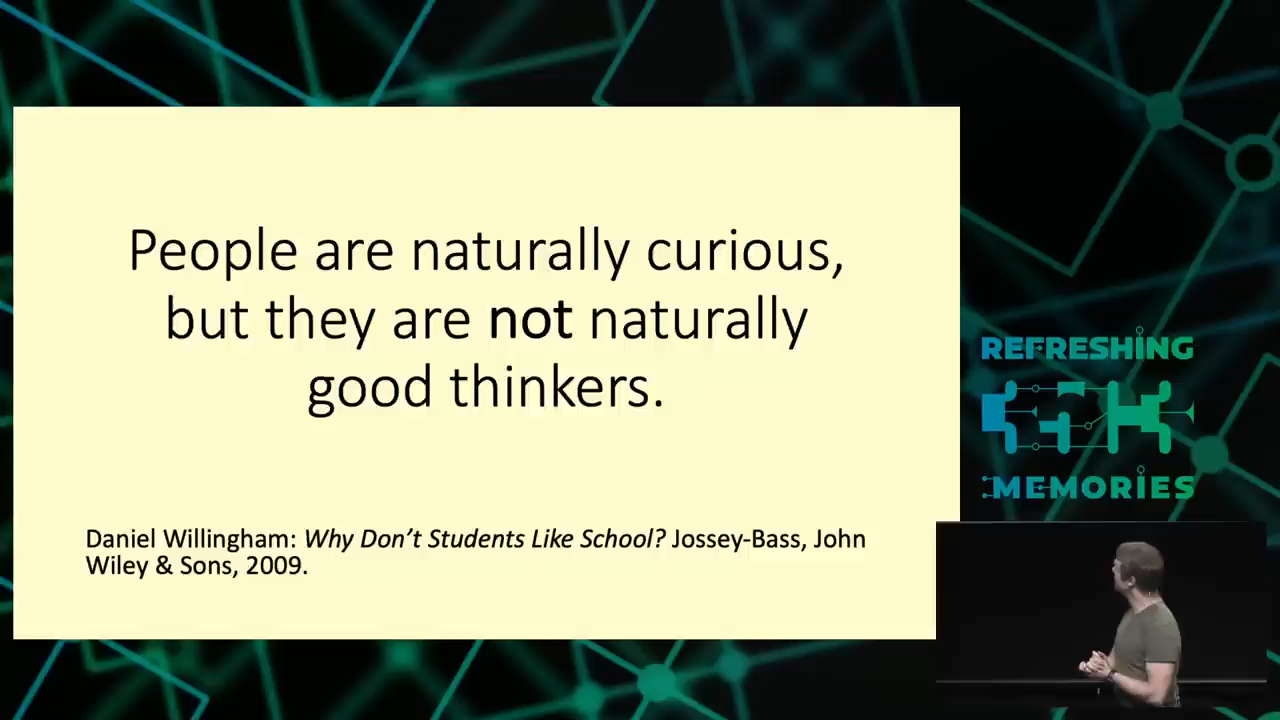 People are naturally curious,
but they are not naturally
good thinkers.
Daniel Willingham: Why Don’t Students Like School? Jossey-Bass, John
Wiley & Sons, 2009.
REFRESHING
MEMORIES